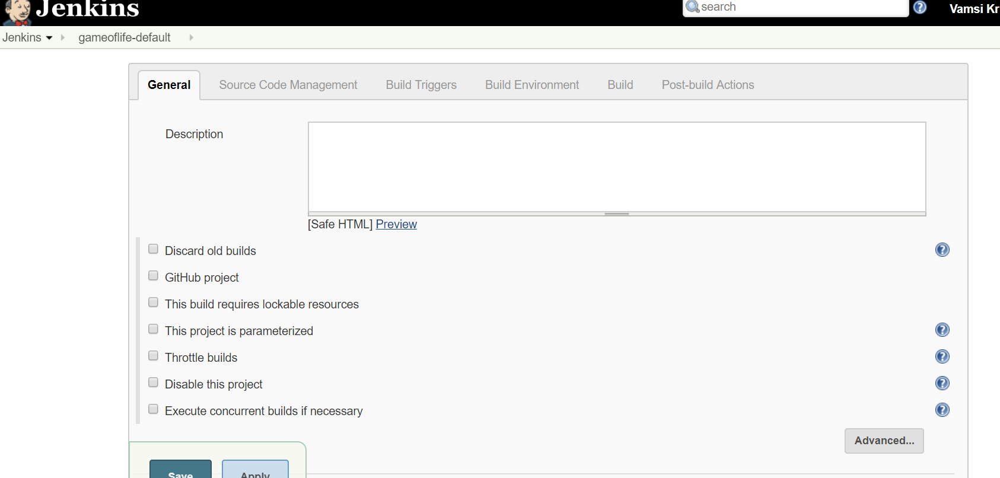 Jenkins
search
Vamsi Kr
Jenkins
gameoflife-default
General
Source Code Management
Build Triggers
Build Environment
Build
Post-build Actions
Description
[Safe HTML] Preview
Discard old builds
GitHub project
This build requires lockable resources
This project is parameterized
Throttle builds
Disable this project
Execute concurrent builds if necessary
Advanced...
Save
Apply